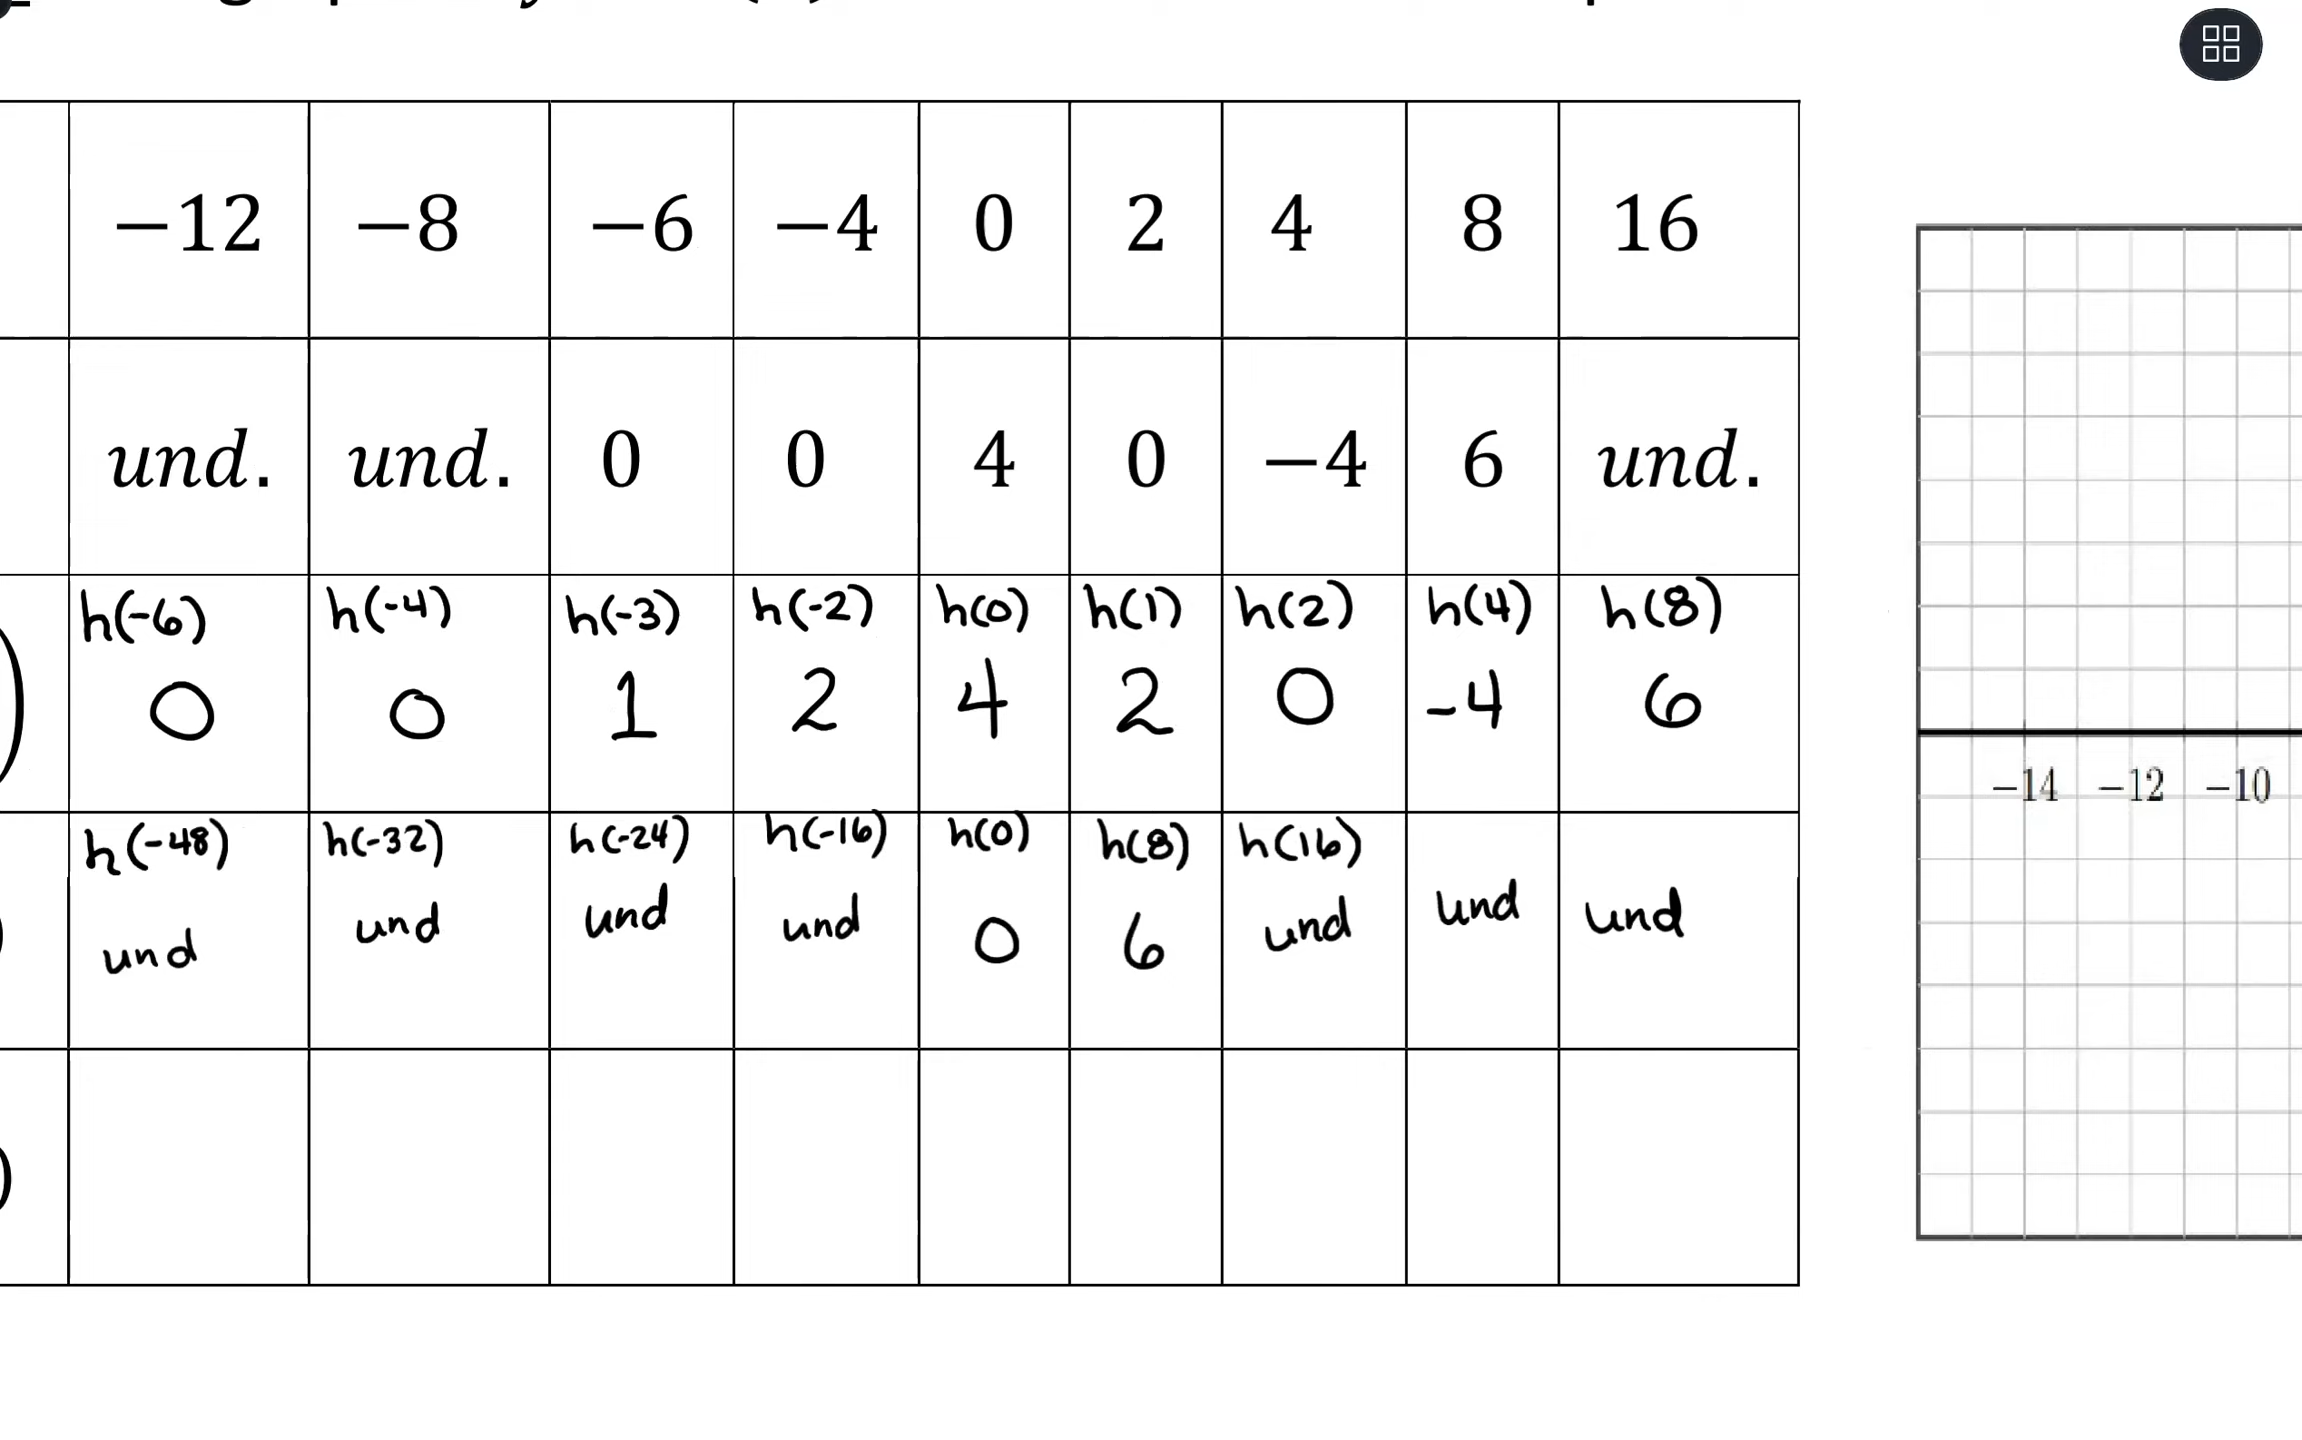 −12 −8 −6 −4 0 2 4 8 16
und. und. 0 0 4 0 −4 6 und.
h(-6) h(-4) h(-3) h(-2) h(0) h(1) h(2) h(4) h(8)
0 0 1 2 4 2 0 -4 6
h(-48) h(-32) h(-24) h(-16) h(0) h(8) h(16)
und und und und 0 6 und und und
−14 −12 −10